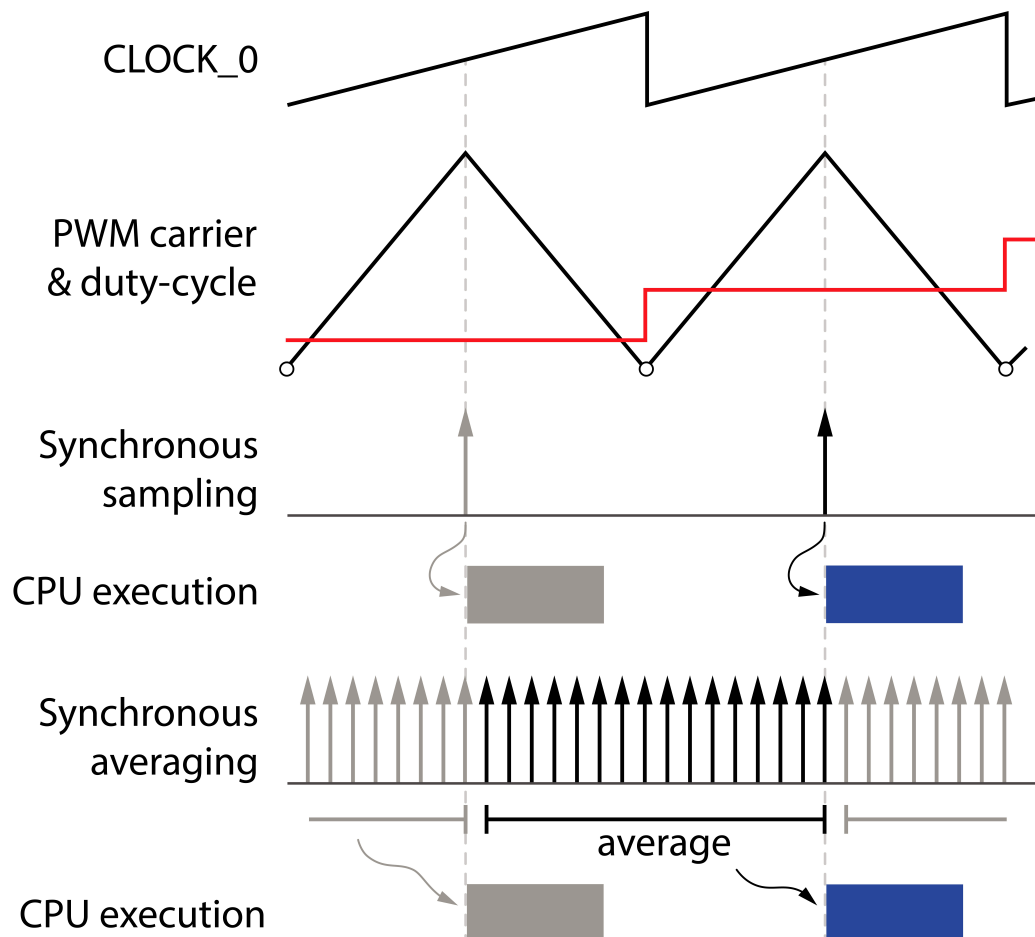 CLOCK_0
PWM carrier
& duty-cycle
Synchronous
sampling
CPU execution
Synchronous
averaging
average
CPU execution